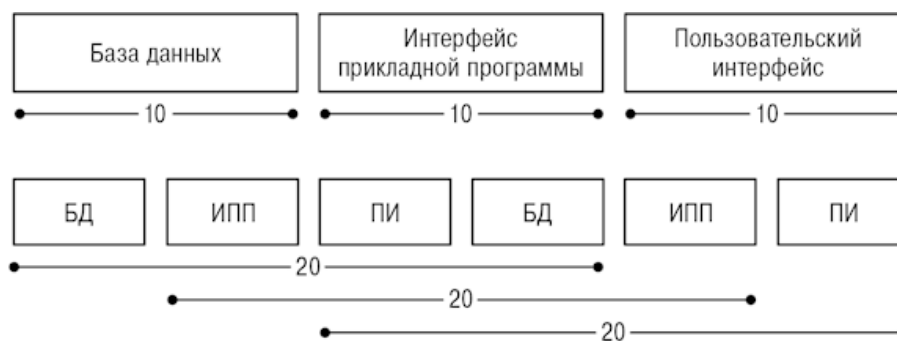 База данных
Интерфейс
прикладной программы
Пользовательский
интерфейс
10
10
10
БД
ИПП
ПИ
БД
ИПП
ПИ
20
20
20